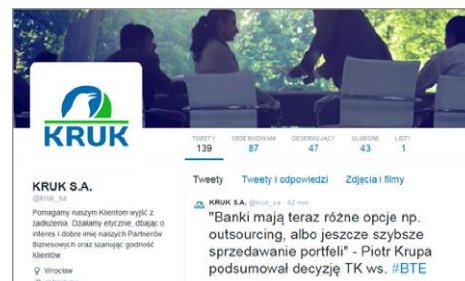 KRUK
TWEETY OBSERWOWANI OBSERWUJĄCY ULUBIONE LISTY
139 87 47 43 1
KRUK S.A.
@kruk_sa
Pomagamy naszym Klientom wyjść z
zadłużenia. Działamy etycznie, dbając o
interes i dobre imię naszych Partnerów
Biznesowych oraz szanując godność
Klientów.
Wrocław
Tweety Tweety i odpowiedzi Zdjęcia i filmy
KRUK S.A. @kruk_sa 42 min
"Banki mają teraz różne opcje np.
outsourcing, albo jeszcze szybsze
sprzedawanie portfeli" - Piotr Krupa
podsumował decyzję TK ws. #BTE